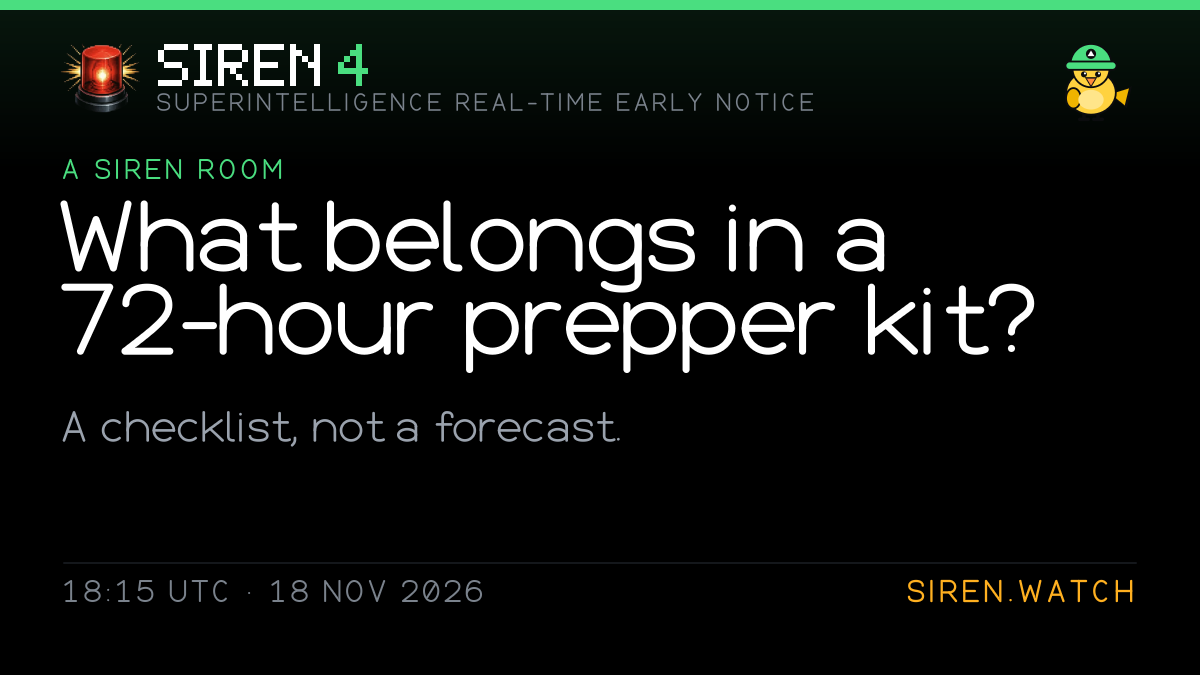 SIREN 4
SUPERINTELLIGENCE REAL-TIME EARLY NOTICE
A SIREN ROOM
What belongs in a
72-hour prepper kit?
A checklist, not a forecast.
18:15 UTC · 18 NOV 2026
SIREN.WATCH